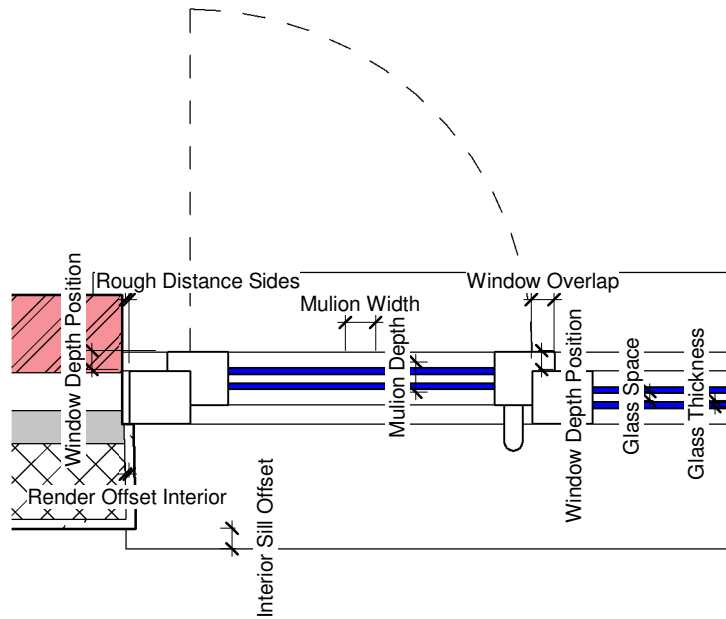 Rough Distance Sides
Window Overlap
Mulion Width
Window Depth Position
Mulion Depth
Window Depth Position
Glass Space
Glass Thickness
Render Offset Interior
Interior Sill Offset